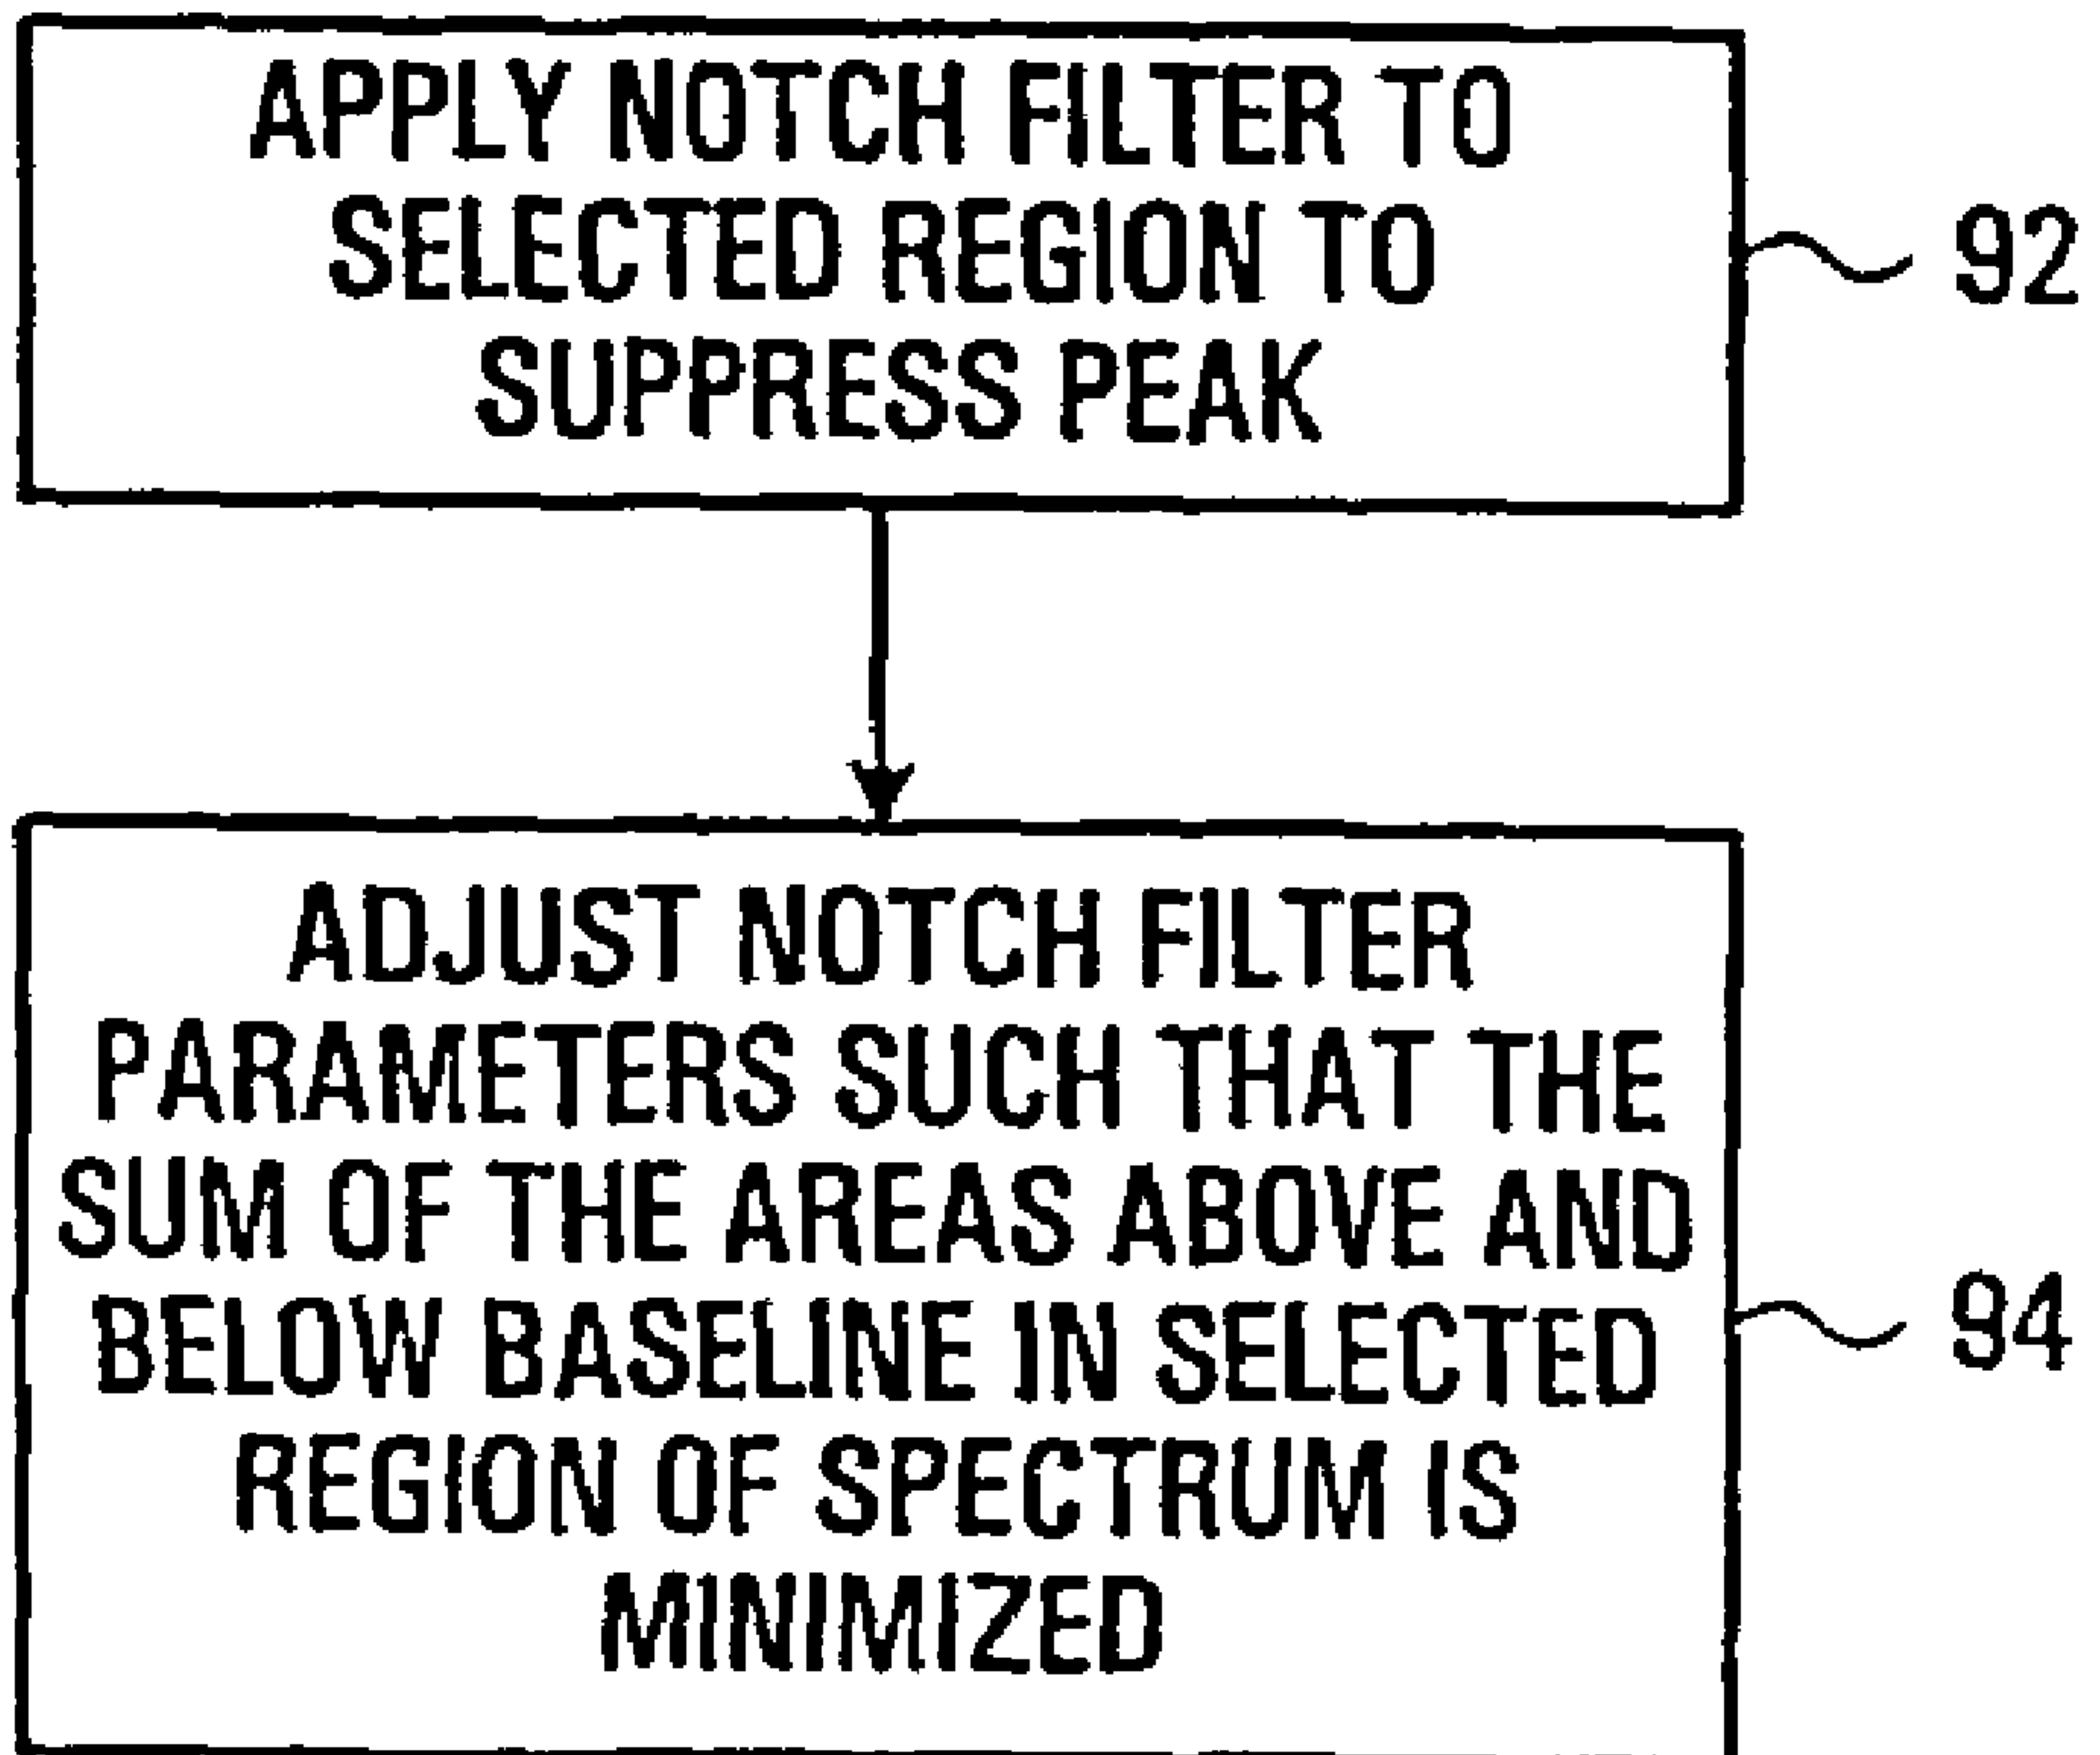 APPLY NOTCH FILTER TO
SELECTED REGION TO
SUPPRESS PEAK
92
ADJUST NOTCH FILTER
PARAMETERS SUCH THAT THE
SUM OF THE AREAS ABOVE AND
BELOW BASELINE IN SELECTED
REGION OF SPECTRUM IS
MINIMIZED
94